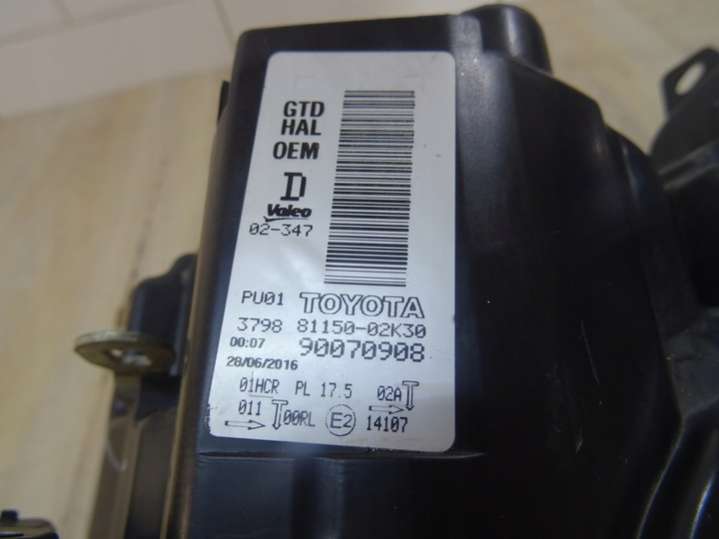 GTD
HAL
OEM
D
Valeo
02-347
PU01 TOYOTA
3798 81150-02K30
00:07 90070908
28/06/2016
01HCR PL 17.5 02A
011 00RL E2 14107